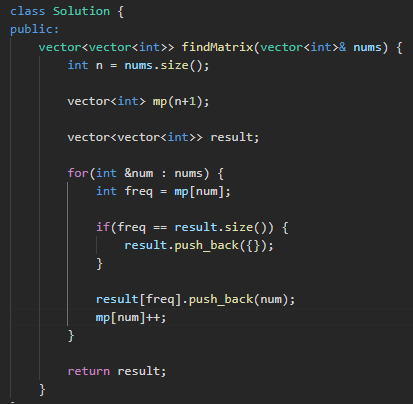 class Solution {
public:
    vector<vector<int>> findMatrix(vector<int>& nums) {
        int n = nums.size();
        vector<int> mp(n+1);
        vector<vector<int>> result;
        for(int &num : nums) {
            int freq = mp[num];
            if(freq == result.size()) {
                result.push_back({});
            }
            result[freq].push_back(num);
            mp[num]++;
        }
        return result;
    }